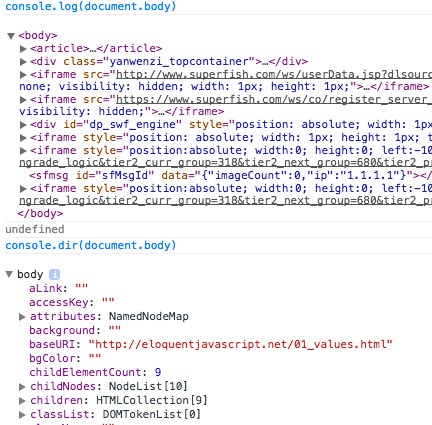 console.log(document.body)
▼<body>
▶<article>…</article>
▶<div class="yanwenzi_topcontainer">…</div>
▶<iframe src="http://www.superfish.com/ws/userData.jsp?dlsourc
none; visibility: hidden; width: 1px; height: 1px;">…</iframe>
▶<iframe src="https://www.superfish.com/ws/co/register_server_
visibility: hidden;">…</iframe>
▶<div id="dp_swf_engine" style="position: absolute; width: 1px
▶<iframe style="position: absolute; width: 1px; height: 1px; t
▶<iframe style="position:absolute; width:0; height:0; left:-10
ngrade_logic&tier2_curr_group=318&tier2_next_group=680&tier2_pr
<sfmsg id="sfMsgId" data="{"imageCount":0,"ip":"1.1.1.1"}"></s
▶<iframe style="position:absolute; width:0; height:0; left:-10
ngrade_logic&tier2_curr_group=318&tier2_next_group=680&tier2_p
</body>
undefined
console.dir(document.body)
▼ body i
aLink: ""
accessKey: ""
▶ attributes: NamedNodeMap
background: ""
baseURI: "http://eloquentjavascript.net/01_values.html"
bgColor: ""
childElementCount: 9
▶ childNodes: NodeList[10]
▶ children: HTMLCollection[9]
▶ classList: DOMTokenList[0]